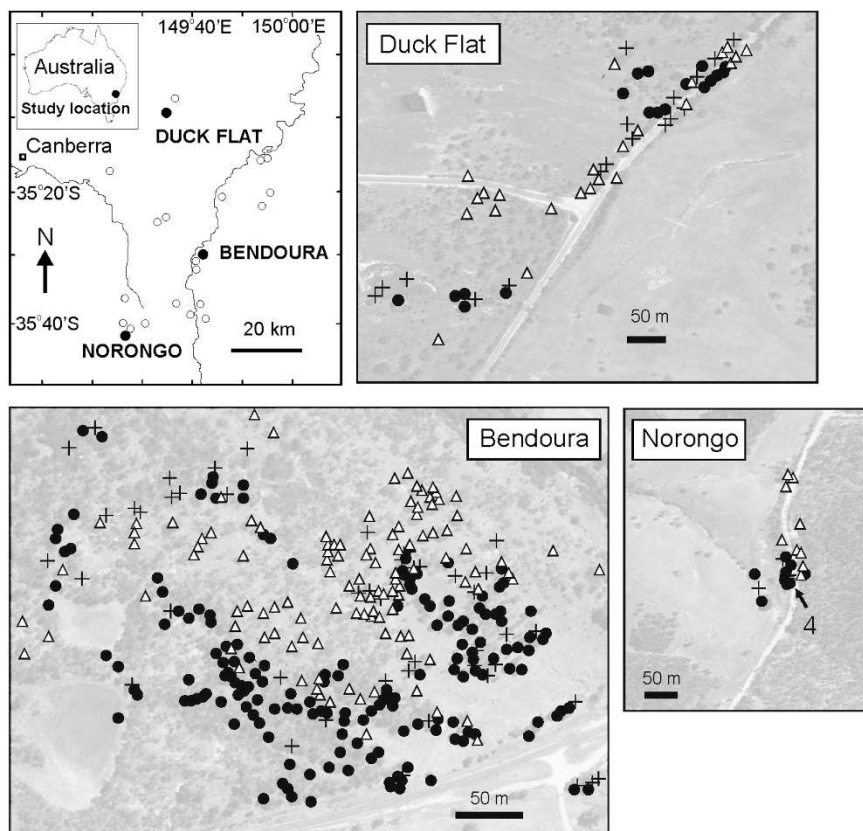 149°40'E 150°00'E
Australia
Study location
Canberra
DUCK FLAT
35°20'S
N
BENDOURA
35°40'S
20 km
NORONGO
Duck Flat
50 m
Bendoura
50 m
Norongo
4
50 m